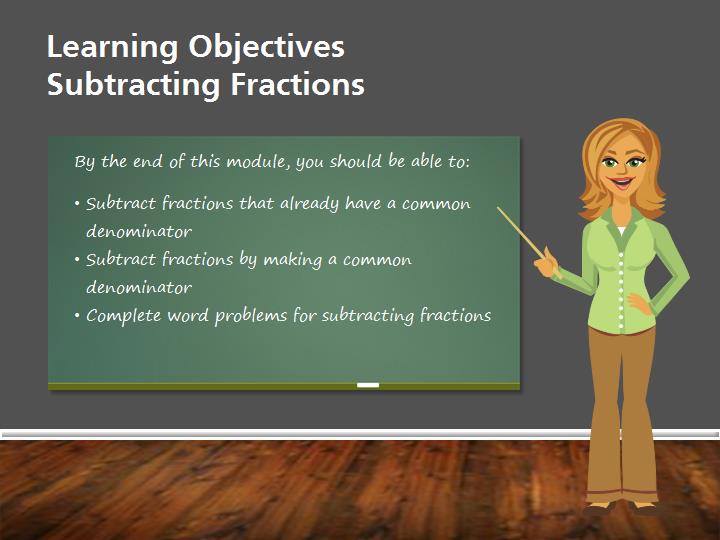 Learning Objectives
Subtracting Fractions
By the end of this module, you should be able to:
• Subtract fractions that already have a common
denominator
• Subtract fractions by making a common
denominator
• Complete word problems for subtracting fractions